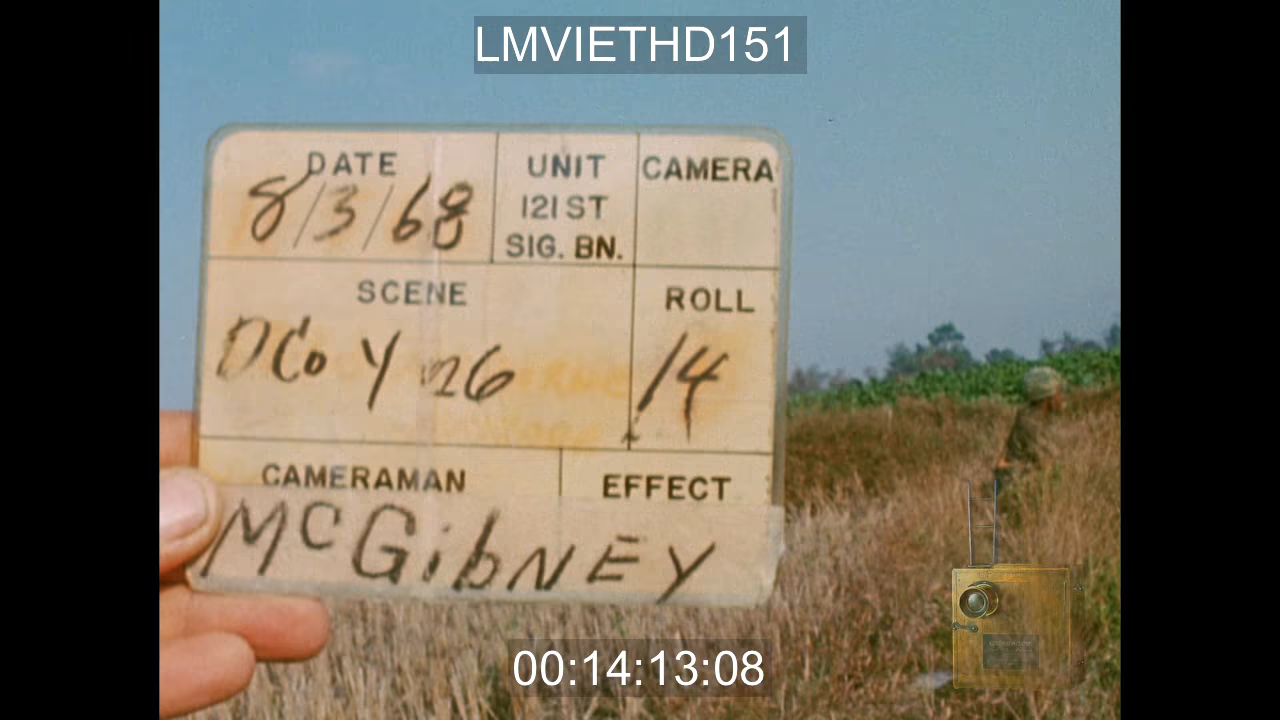 LMVIETHD151
DATE
8/3/68
UNIT
121 ST
SIG. BN.
CAMERA
SCENE
DCo Y 26
ROLL
14
CAMERAMAN
McGibNEY
EFFECT
00:14:13:08